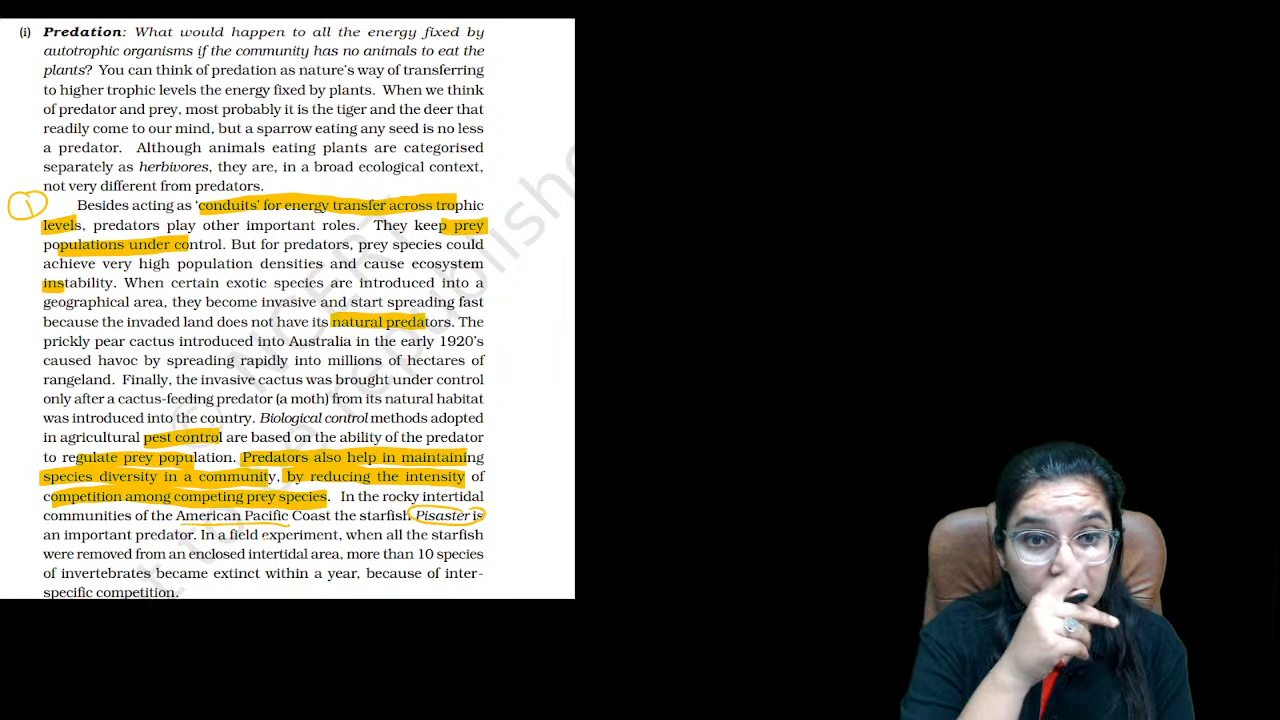 (i) Predation: What would happen to all the energy fixed by
autotrophic organisms if the community has no animals to eat the
plants? You can think of predation as nature's way of transferring
to higher trophic levels the energy fixed by plants. When we think
of predator and prey, most probably it is the tiger and the deer that
readily come to our mind, but a sparrow eating any seed is no less
a predator. Although animals eating plants are categorised
separately as herbivores, they are, in a broad ecological context,
not very different from predators.
Besides acting as 'conduits' for energy transfer across trophic
levels, predators play other important roles. They keep prey
populations under control. But for predators, prey species could
achieve very high population densities and cause ecosystem
instability. When certain exotic species are introduced into a
geographical area, they become invasive and start spreading fast
because the invaded land does not have its natural predators. The
prickly pear cactus introduced into Australia in the early 1920's
caused havoc by spreading rapidly into millions of hectares of
rangeland. Finally, the invasive cactus was brought under control
only after a cactus-feeding predator (a moth) from its natural habitat
was introduced into the country. Biological control methods adopted
in agricultural pest control are based on the ability of the predator
to regulate prey population. Predators also help in maintaining
species diversity in a community, by reducing the intensity of
competition among competing prey species. In the rocky intertidal
communities of the American Pacific Coast the starfish Pisaster is
an important predator. In a field experiment, when all the starfish
were removed from an enclosed intertidal area, more than 10 species
of invertebrates became extinct within a year, because of inter-
specific competition.